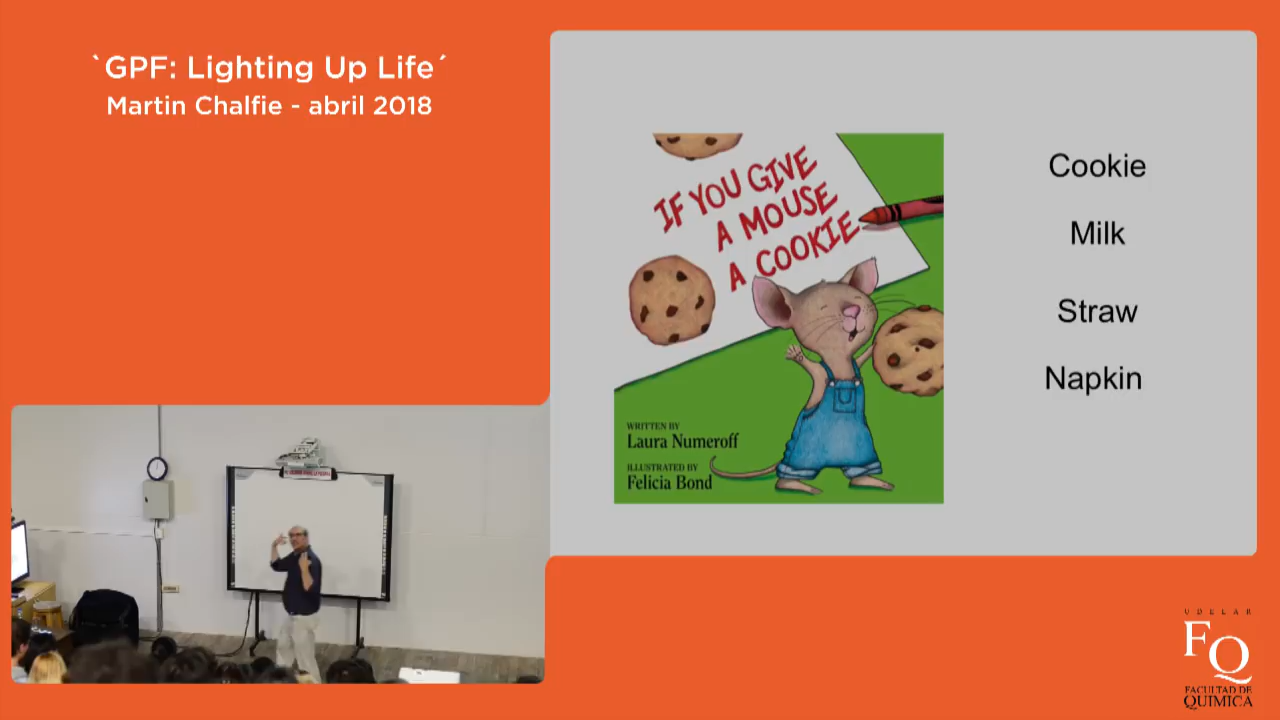 `GPF: Lighting Up Life´
Martin Chalfie - abril 2018
IF YOU GIVE
A MOUSE
A COOKIE
WRITTEN BY
Laura Numeroff
ILLUSTRATED BY
Felicia Bond
Cookie
Milk
Straw
Napkin
UDELAR
FQ
FACULTAD DE
QUIMICA